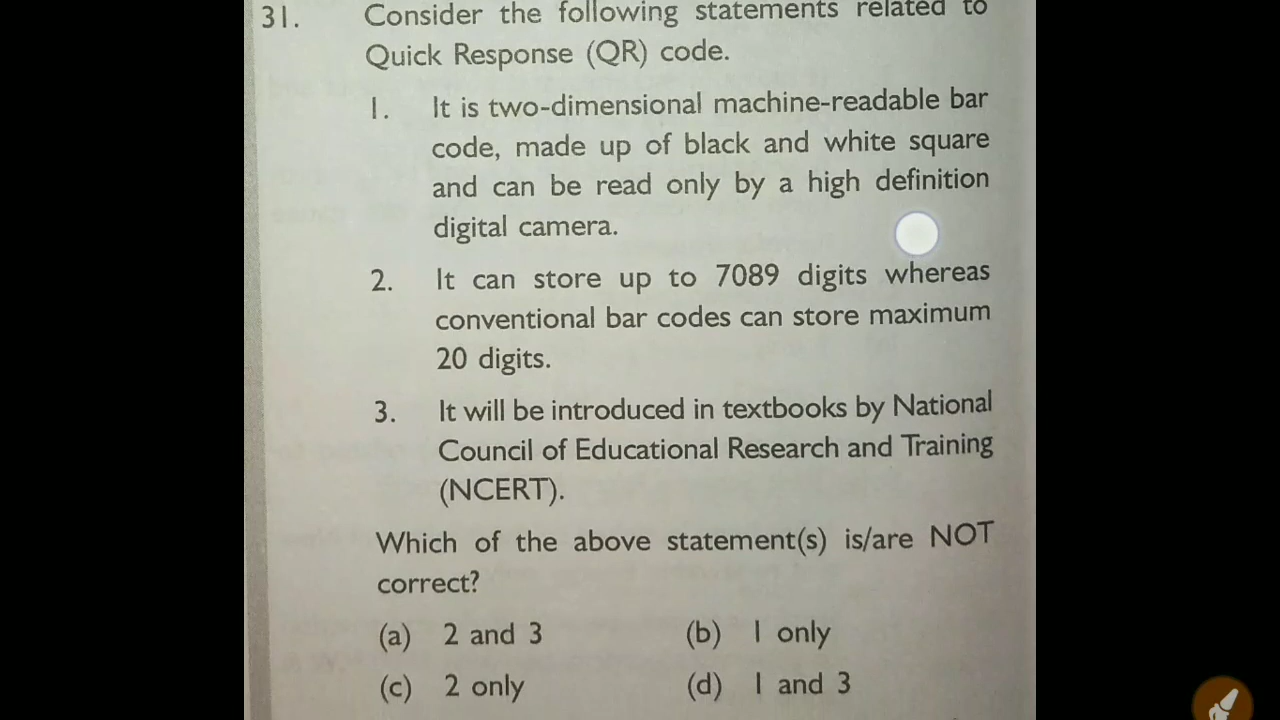 31. Consider the following statements related to
Quick Response (QR) code.
1. It is two-dimensional machine-readable bar
code, made up of black and white square
and can be read only by a high definition
digital camera.
2. It can store up to 7089 digits whereas
conventional bar codes can store maximum
20 digits.
3. It will be introduced in textbooks by National
Council of Educational Research and Training
(NCERT).
Which of the above statement(s) is/are NOT
correct?
(a) 2 and 3 (b) 1 only
(c) 2 only (d) 1 and 3